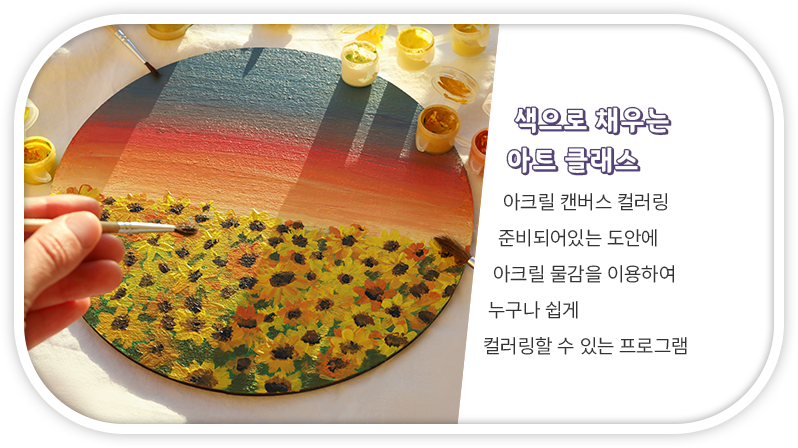 색으로 채우는
아트 클래스
아크릴 캔버스 컬러링
준비되어있는 도안에
아크릴 물감을 이용하여
누구나 쉽게
컬러링할 수 있는 프로그램